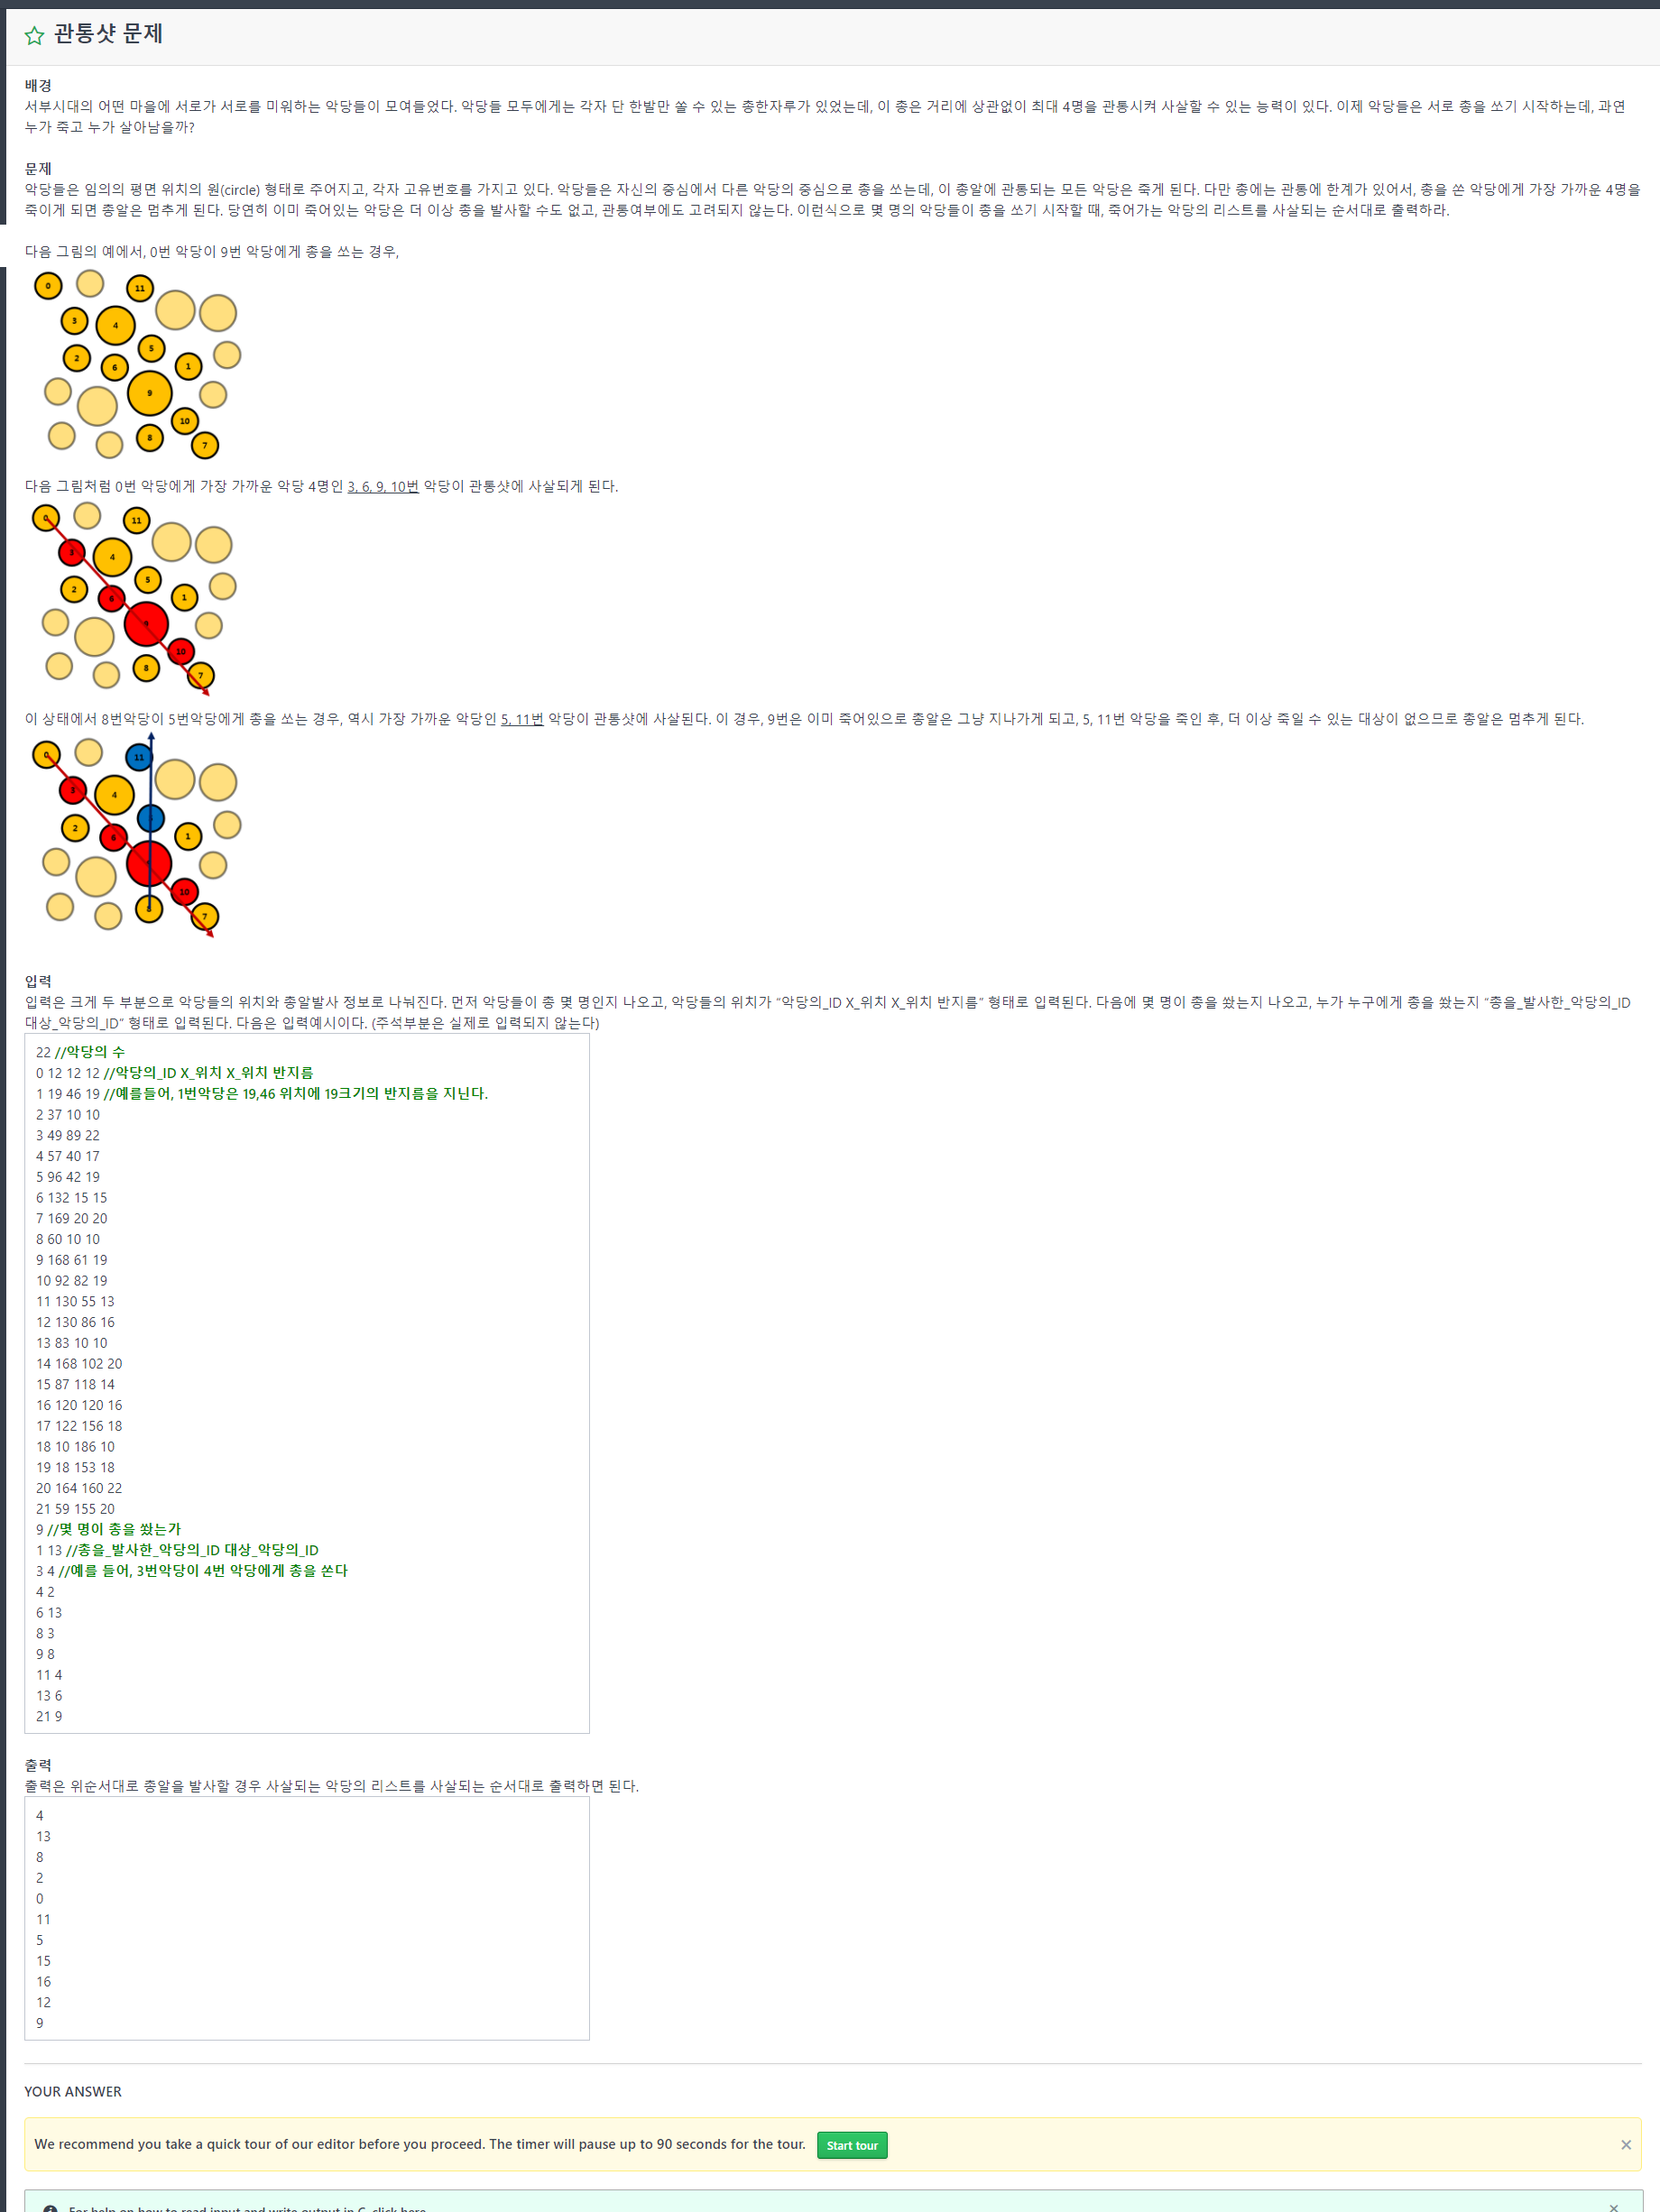 관통샷 문제
배경
서부시대의 어떤 마을에 서로가 서로를 미워하는 악당들이 모여들었다. 악당들 모두에게는 각자 단 한발만 쏠 수 있는 총한자루가 있었는데, 이 총은 거리에 상관없이 최대 4명을 관통시켜 사살할 수 있는 능력이 있다. 이제 악당들은 서로 총을 쏘기 시작하는데, 과연
누가 죽고 누가 살아남을까?
문제
악당들은 임의의 평면 위치의 원(circle) 형태로 주어지고, 각자 고유번호를 가지고 있다. 악당들은 자신의 중심에서 다른 악당의 중심으로 총을 쏘는데, 이 총알에 관통되는 모든 악당은 죽게 된다. 다만 총에는 관통에 한계가 있어서, 총을 쏜 악당에게 가장 가까운 4명을
죽이게 되면 총알은 멈추게 된다. 당연히 이미 죽어있는 악당은 더 이상 총을 발사할 수도 없고, 관통여부에도 고려되지 않는다. 이런식으로 몇 명의 악당들이 총을 쏘기 시작할 때, 죽어가는 악당의 리스트를 사살되는 순서대로 출력하라.
다음 그림의 예에서, 0번 악당이 9번 악당에게 총을 쏘는 경우,
0
11
3
4
5
2
6
1
9
10
8
7
다음 그림처럼 0번 악당에게 가장 가까운 악당 4명인 3, 6, 9, 10번 악당이 관통샷에 사살되게 된다.
0
11
3
4
5
2
6
1
9
10
8
7
이 상태에서 8번악당이 5번악당에게 총을 쏘는 경우, 역시 가장 가까운 악당인 5, 11번 악당이 관통샷에 사살된다. 이 경우, 9번은 이미 죽어있으로 총알은 그냥 지나가게 되고, 5, 11번 악당을 죽인 후, 더 이상 죽일 수 있는 대상이 없으므로 총알은 멈추게 된다.
0
11
3
4
2
6
1
10
8
7
입력
입력은 크게 두 부분으로 악당들의 위치와 총알발사 정보로 나눠진다. 먼저 악당들이 총 몇 명인지 나오고, 악당들의 위치가 “악당의_ID X_위치 X_위치 반지름” 형태로 입력된다. 다음에 몇 명이 총을 쐈는지 나오고, 누가 누구에게 총을 쐈는지 “총을_발사한_악당의_ID
대상_악당의_ID” 형태로 입력된다. 다음은 입력예시이다. (주석부분은 실제로 입력되지 않는다)
22 //악당의 수
0 12 12 12 //악당의_ID X_위치 X_위치 반지름
1 19 46 19 //예를들어, 1번악당은 19,46 위치에 19크기의 반지름을 지닌다.
2 37 10 10
3 49 89 22
4 57 40 17
5 96 42 19
6 132 15 15
7 169 20 20
8 60 10 10
9 168 61 19
10 92 82 19
11 130 55 13
12 130 86 16
13 83 10 10
14 168 102 20
15 87 118 14
16 120 120 16
17 122 156 18
18 10 186 10
19 18 153 18
20 164 160 22
21 59 155 20
9 //몇 명이 총을 쐈는가
1 13 //총을_발사한_악당의_ID 대상_악당의_ID
3 4 //예를 들어, 3번악당이 4번 악당에게 총을 쏜다
4 2
6 13
8 3
9 8
11 4
13 6
21 9
출력
출력은 위순서대로 총알을 발사할 경우 사살되는 악당의 리스트를 사살되는 순서대로 출력하면 된다.
4
13
8
2
0
11
5
15
16
12
9
YOUR ANSWER
We recommend you take a quick tour of our editor before you proceed. The timer will pause up to 90 seconds for the tour. Start tour
For help on how to read input and write output in C, click here.